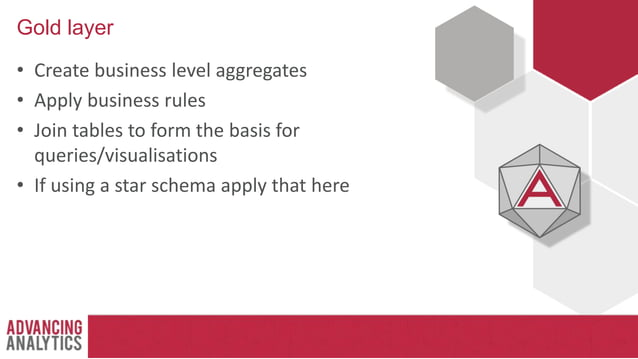 Gold layer
• Create business level aggregates
• Apply business rules
• Join tables to form the basis for
queries/visualisations
• If using a star schema apply that here
A
ADVANCING
ANALYTICS